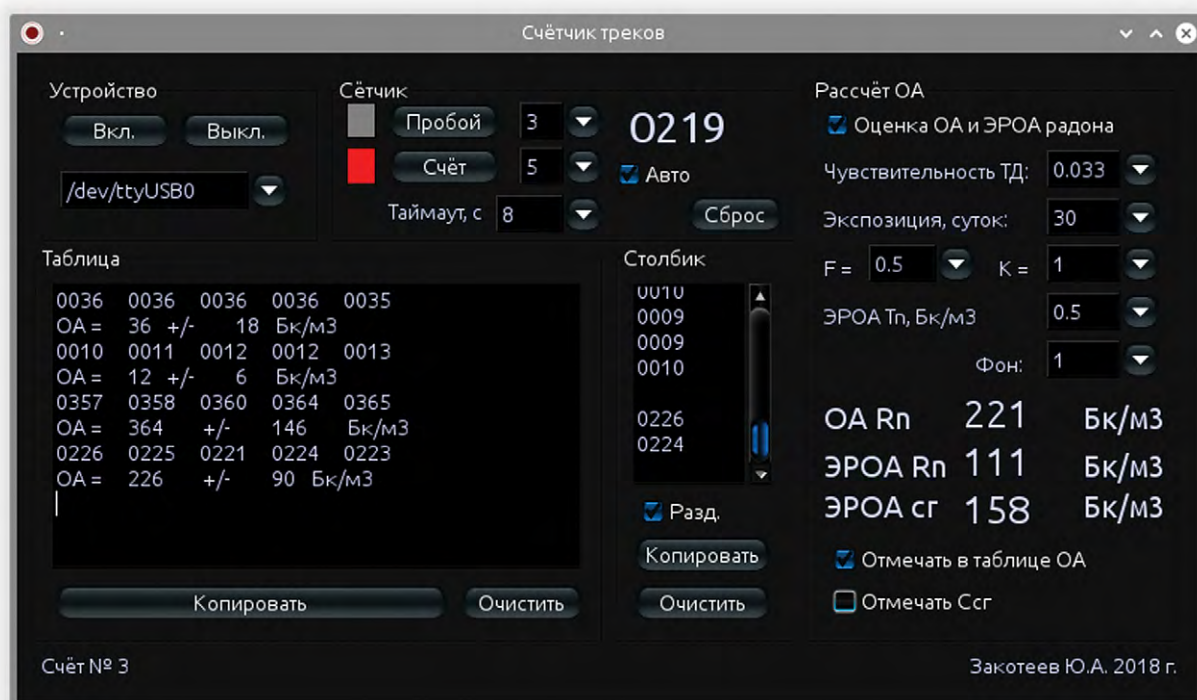 Счётчик треков
Устройство
Вкл. Выкл.
/dev/ttyUSB0
Сётчик
Пробой 3
Счёт 5
Таймаут, с 8
0219
Авто
Сброс
Таблица
0036 0036 0036 0036 0035
ОА = 36 +/- 18 Бк/м3
0010 0011 0012 0012 0013
ОА = 12 +/- 6 Бк/м3
0357 0358 0360 0364 0365
ОА = 364 +/- 146 Бк/м3
0226 0225 0221 0224 0223
ОА = 226 +/- 90 Бк/м3
Копировать Очистить
Столбик
0010
0009
0009
0010
0226
0224
Разд.
Копировать
Очистить
Рассчёт ОА
Оценка ОА и ЭРОА радона
Чувствительность ТД: 0.033
Экспозиция, суток: 30
F = 0.5 K = 1
ЭРОА Tn, Бк/м3 0.5
Фон: 1
ОА Rn 221 Бк/м3
ЭРОА Rn 111 Бк/м3
ЭРОА сг 158 Бк/м3
Отмечать в таблице ОА
Отмечать Ссг
Счёт № 3
Закотеев Ю.А. 2018 г.